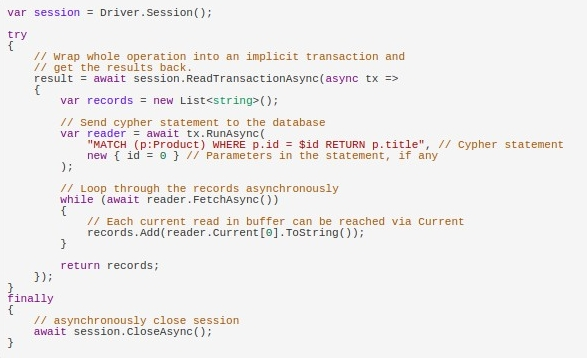 var session = Driver.Session();

try
{
    // Wrap whole operation into an implicit transaction and
    // get the results back.
    result = await session.ReadTransactionAsync(async tx =>
    {
        var records = new List<string>();

        // Send cypher statement to the database
        var reader = await tx.RunAsync(
            "MATCH (p:Product) WHERE p.id = $id RETURN p.title", // Cypher statement
            new { id = 0 } // Parameters in the statement, if any
        );

        // Loop through the records asynchronously
        while (await reader.FetchAsync())
        {
            // Each current read in buffer can be reached via Current
            records.Add(reader.Current[0].ToString());
        }

        return records;
    });
}
finally
{
    // asynchronously close session
    await session.CloseAsync();
}